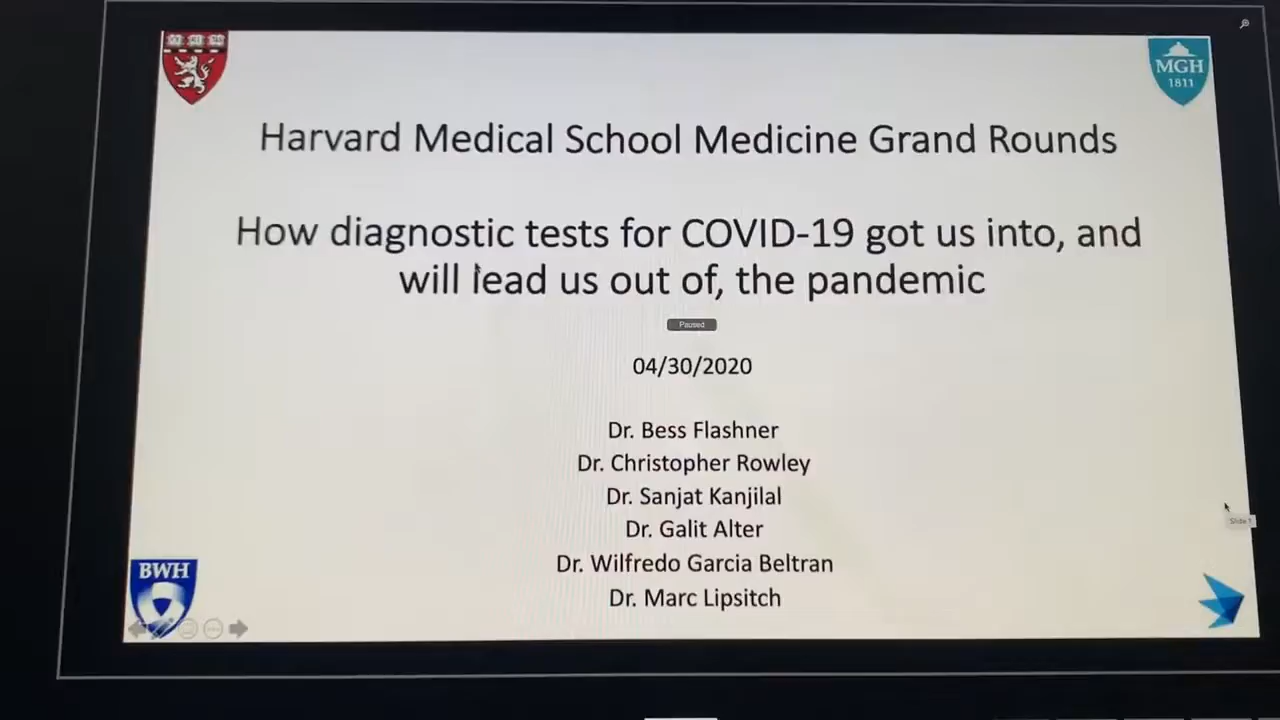 MGH
1811
Harvard Medical School Medicine Grand Rounds
How diagnostic tests for COVID-19 got us into, and
will lead us out of, the pandemic
Paused
04/30/2020
Dr. Bess Flashner
Dr. Christopher Rowley
Dr. Sanjat Kanjilal
Slide 1
Dr. Galit Alter
Dr. Wilfredo Garcia Beltran
BWH
Dr. Marc Lipsitch